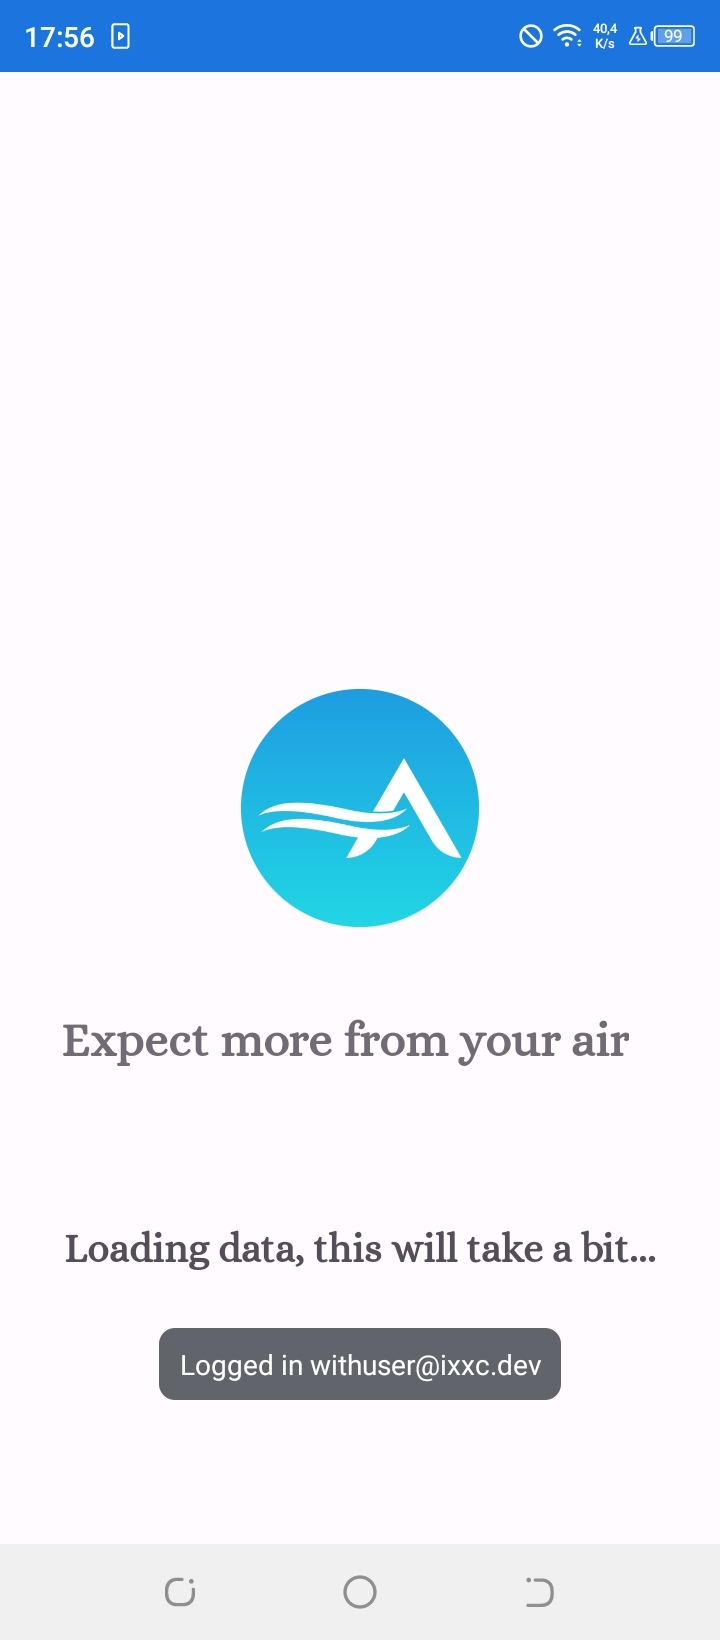 17:56
40,4
K/s
99
Expect more from your air
Loading data, this will take a bit...
Logged in withuser@ixxc.dev